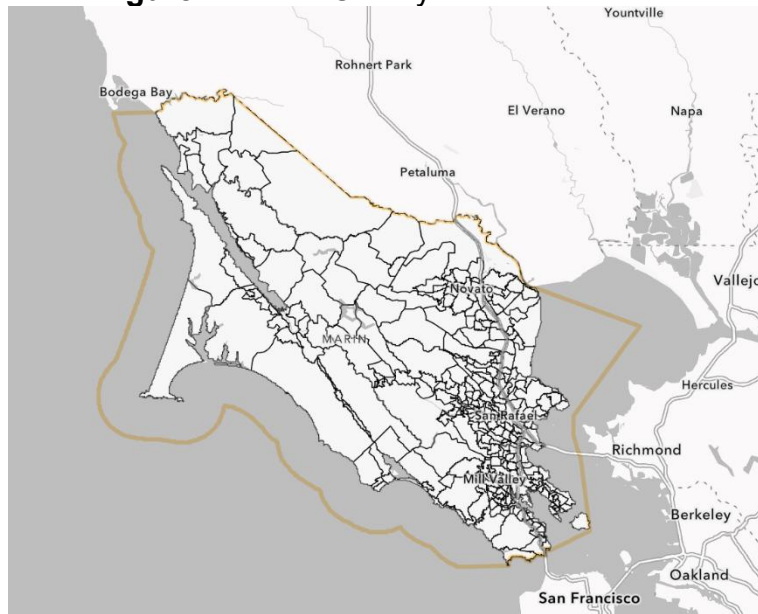 Yountville
Rohnert Park
Bodega Bay
El Verano
Napa
Petaluma
Vallejo
Novato
MARIN
Hercules
San Rafael
Richmond
Mill Valley
Berkeley
Oakland
San Francisco